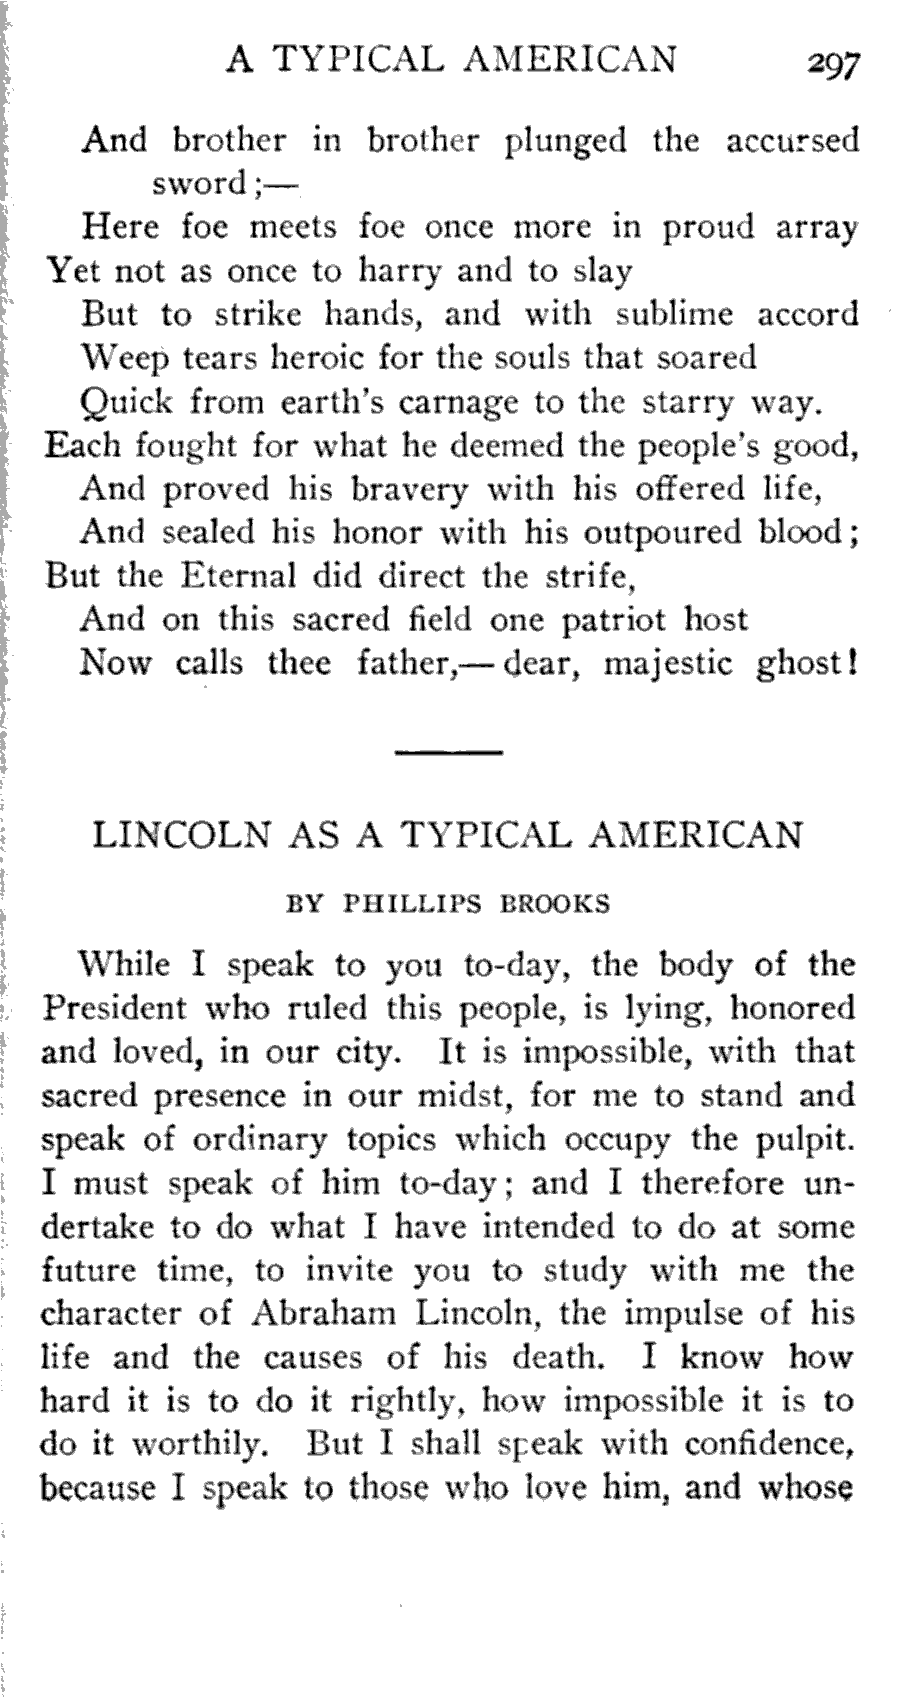 A TYPICAL AMERICAN 297
And brother in brother plunged the accursed
sword;—
Here foe meets foe once more in proud array
Yet not as once to harry and to slay
But to strike hands, and with sublime accord
Weep tears heroic for the souls that soared
Quick from earth's carnage to the starry way.
Each fought for what he deemed the people's good,
And proved his bravery with his offered life,
And sealed his honor with his outpoured blood;
But the Eternal did direct the strife,
And on this sacred field one patriot host
Now calls thee father,—dear, majestic ghost!
LINCOLN AS A TYPICAL AMERICAN
BY PHILLIPS BROOKS
While I speak to you to-day, the body of the
President who ruled this people, is lying, honored
and loved, in our city. It is impossible, with that
sacred presence in our midst, for me to stand and
speak of ordinary topics which occupy the pulpit.
I must speak of him to-day; and I therefore un-
dertake to do what I have intended to do at some
future time, to invite you to study with me the
character of Abraham Lincoln, the impulse of his
life and the causes of his death. I know how
hard it is to do it rightly, how impossible it is to
do it worthily. But I shall speak with confidence,
because I speak to those who love him, and whose